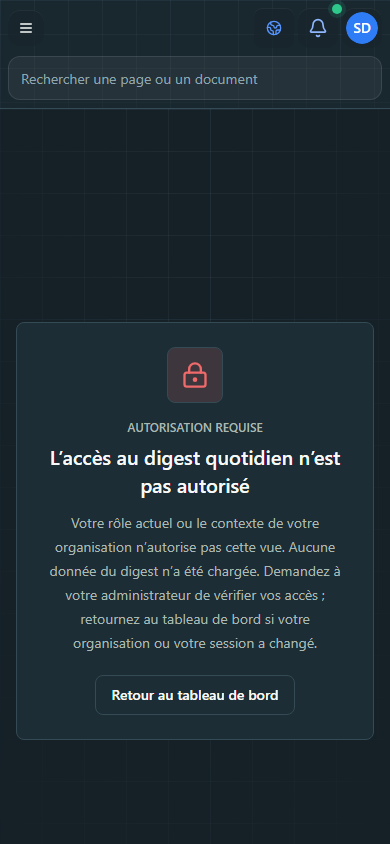 SD
Rechercher une page ou un document
AUTORISATION REQUISE
L’accès au digest quotidien n’est
pas autorisé
Votre rôle actuel ou le contexte de votre
organisation n’autorise pas cette vue. Aucune
donnée du digest n’a été chargée. Demandez à
votre administrateur de vérifier vos accès ;
retournez au tableau de bord si votre
organisation ou votre session a changé.
Retour au tableau de bord